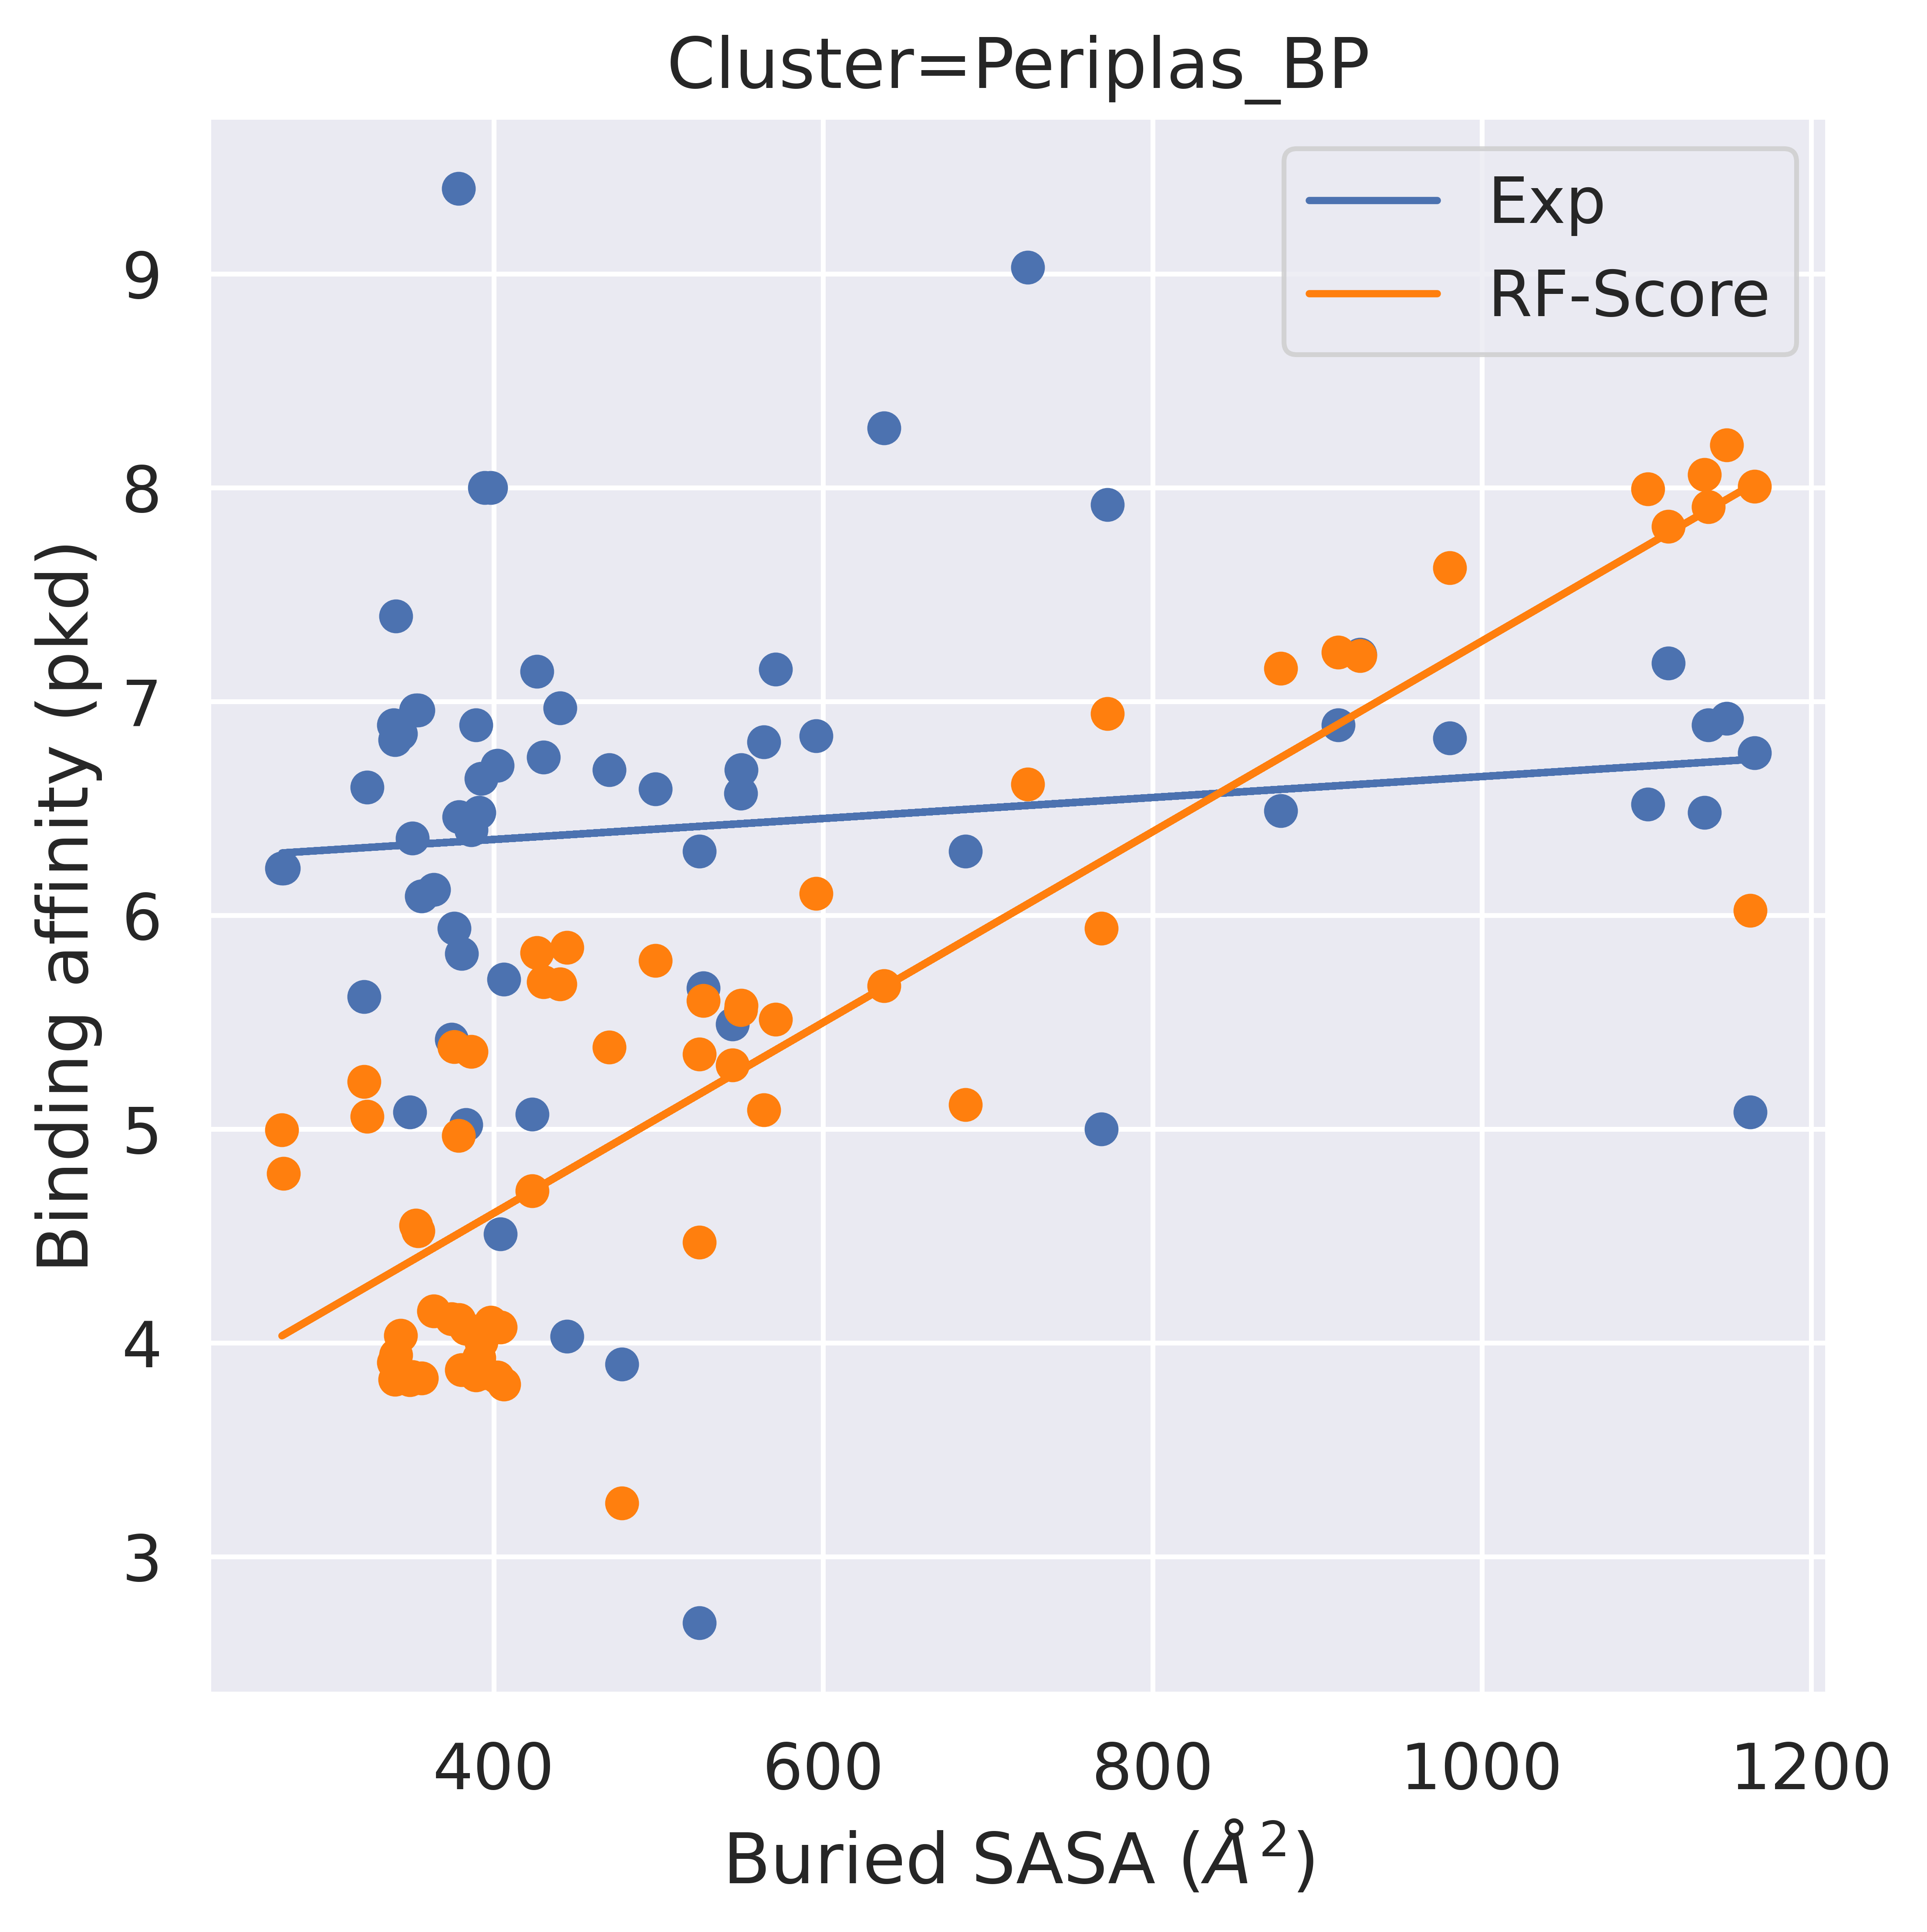 Cluster=Periplas_BP
Exp
RF-Score
9
8
7
6
5
4
3
Binding affinity (pkd)
400 600 800 1000 1200
Buried SASA (Å²)